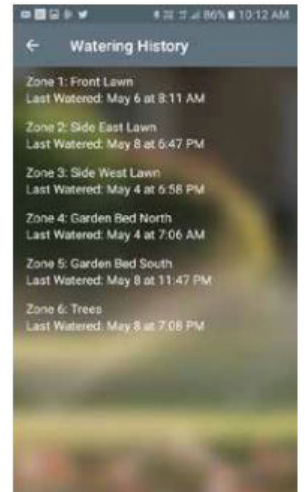 86% 10:12 AM
Watering History
Zone 1: Front Lawn
Last Watered: May 6 at 8:11 AM
Zone 2: Side East Lawn
Last Watered: May 8 at 6:47 PM
Zone 3: Side West Lawn
Last Watered: May 4 at 6:58 PM
Zone 4: Garden Bed North
Last Watered: May 4 at 7:06 AM
Zone 5: Garden Bed South
Last Watered: May 8 at 11:47 PM
Zone 6: Trees
Last Watered: May 8 at 7:08 PM